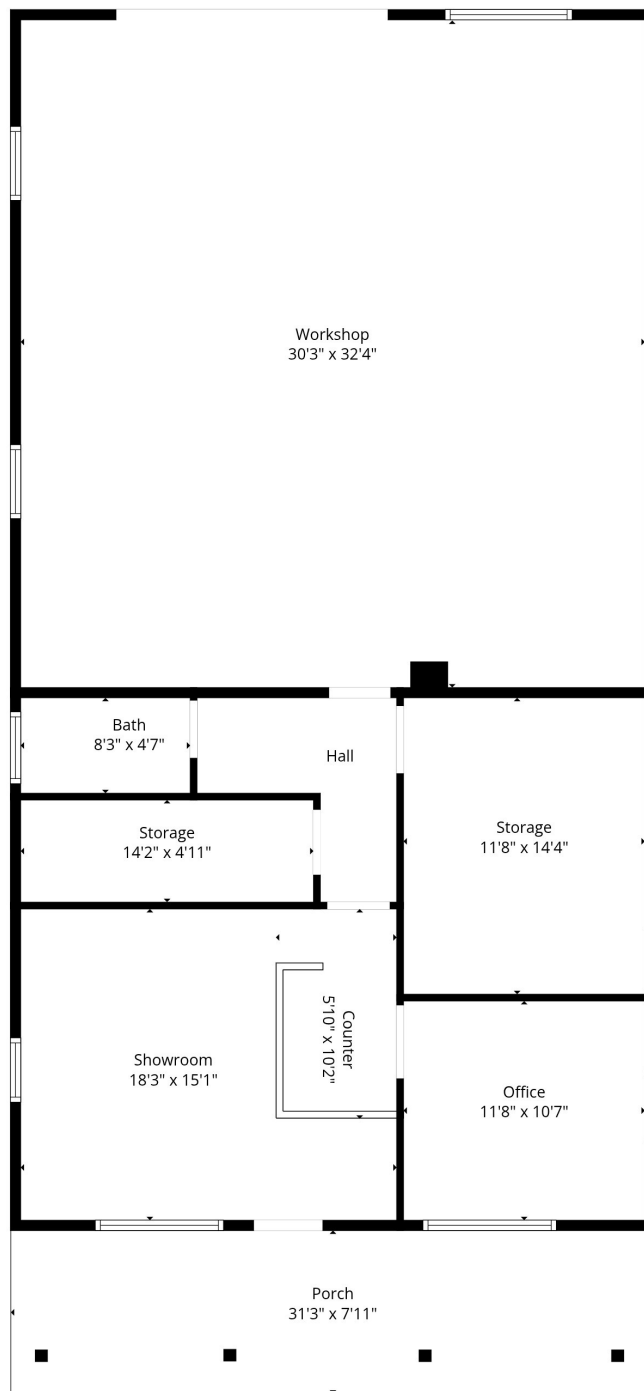 Workshop
30'3" x 32'4"
Bath
8'3" x 4'7"
Hall
Storage
14'2" x 4'11"
Storage
11'8" x 14'4"
Counter
5'10" x 10'2"
Showroom
18'3" x 15'1"
Office
11'8" x 10'7"
Porch
31'3" x 7'11"